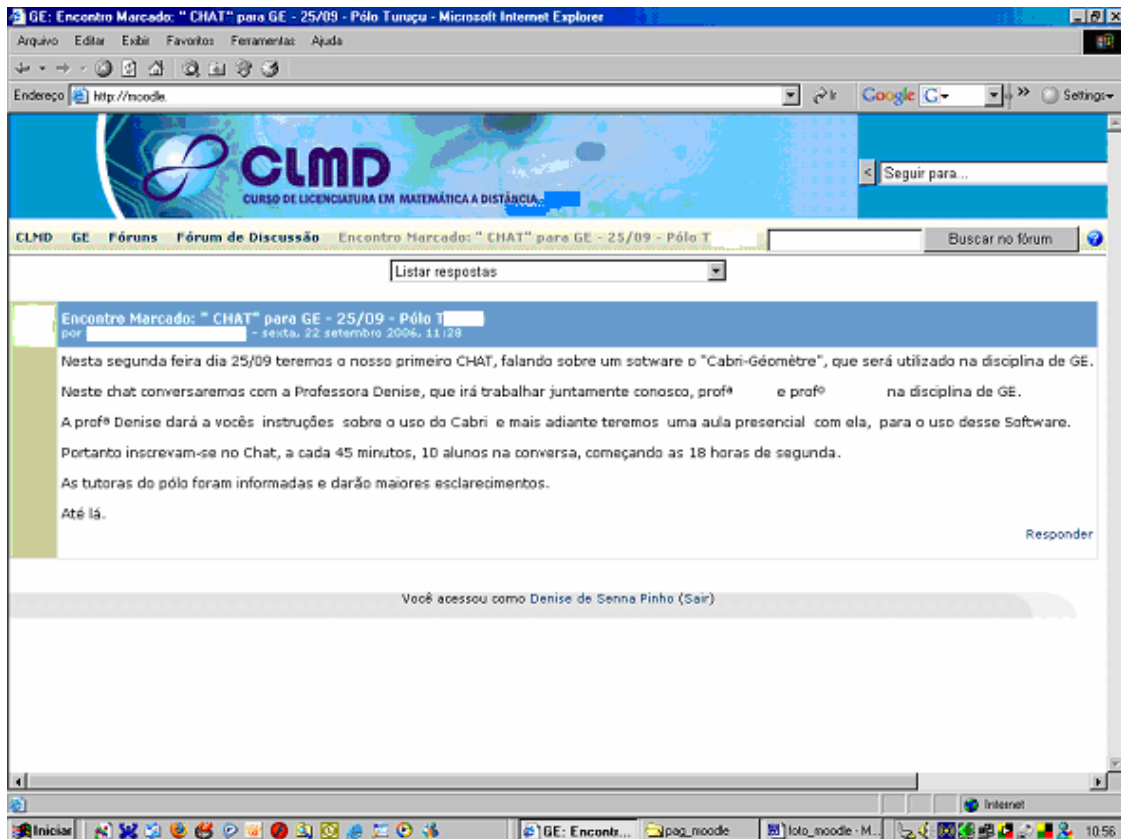 GE: Encontro Marcado: " CHAT" para GE - 25/09 - Pólo Turuçu - Microsoft Internet Explorer
Arquivo Editar Exibir Favoritos Ferramentas Ajuda
Endereço http://moodle. Ir Google G Settings
CLMD
CURSO DE LICENCIATURA EM MATEMÁTICA A DISTÂNCIA
Seguir para...
CLMD GE Fóruns Fórum de Discussão Encontro Marcado: " CHAT" para GE - 25/09 - Pólo T Buscar no fórum
Listar respostas
Encontro Marcado: " CHAT" para GE - 25/09 - Pólo T
por - sexta, 22 setembro 2006, 11:28
Nesta segunda feira dia 25/09 teremos o nosso primeiro CHAT, falando sobre um sotware o "Cabri-Géomètre", que será utilizado na disciplina de GE.
Neste chat conversaremos com a Professora Denise, que irá trabalhar juntamente conosco, profª e profº na disciplina de GE.
A profª Denise dará a vocês instruções sobre o uso do Cabri e mais adiante teremos uma aula presencial com ela, para o uso desse Software.
Portanto inscrevam-se no Chat, a cada 45 minutos, 10 alunos na conversa, começando as 18 horas de segunda.
As tutoras do pólo foram informadas e darão maiores esclarecimentos.
Até lá.
Responder
Você acessou como Denise de Senna Pinho (Sair)
Internet
Iniciar GE: Encontr... pag_moodle loto_moodle - M... 10:56